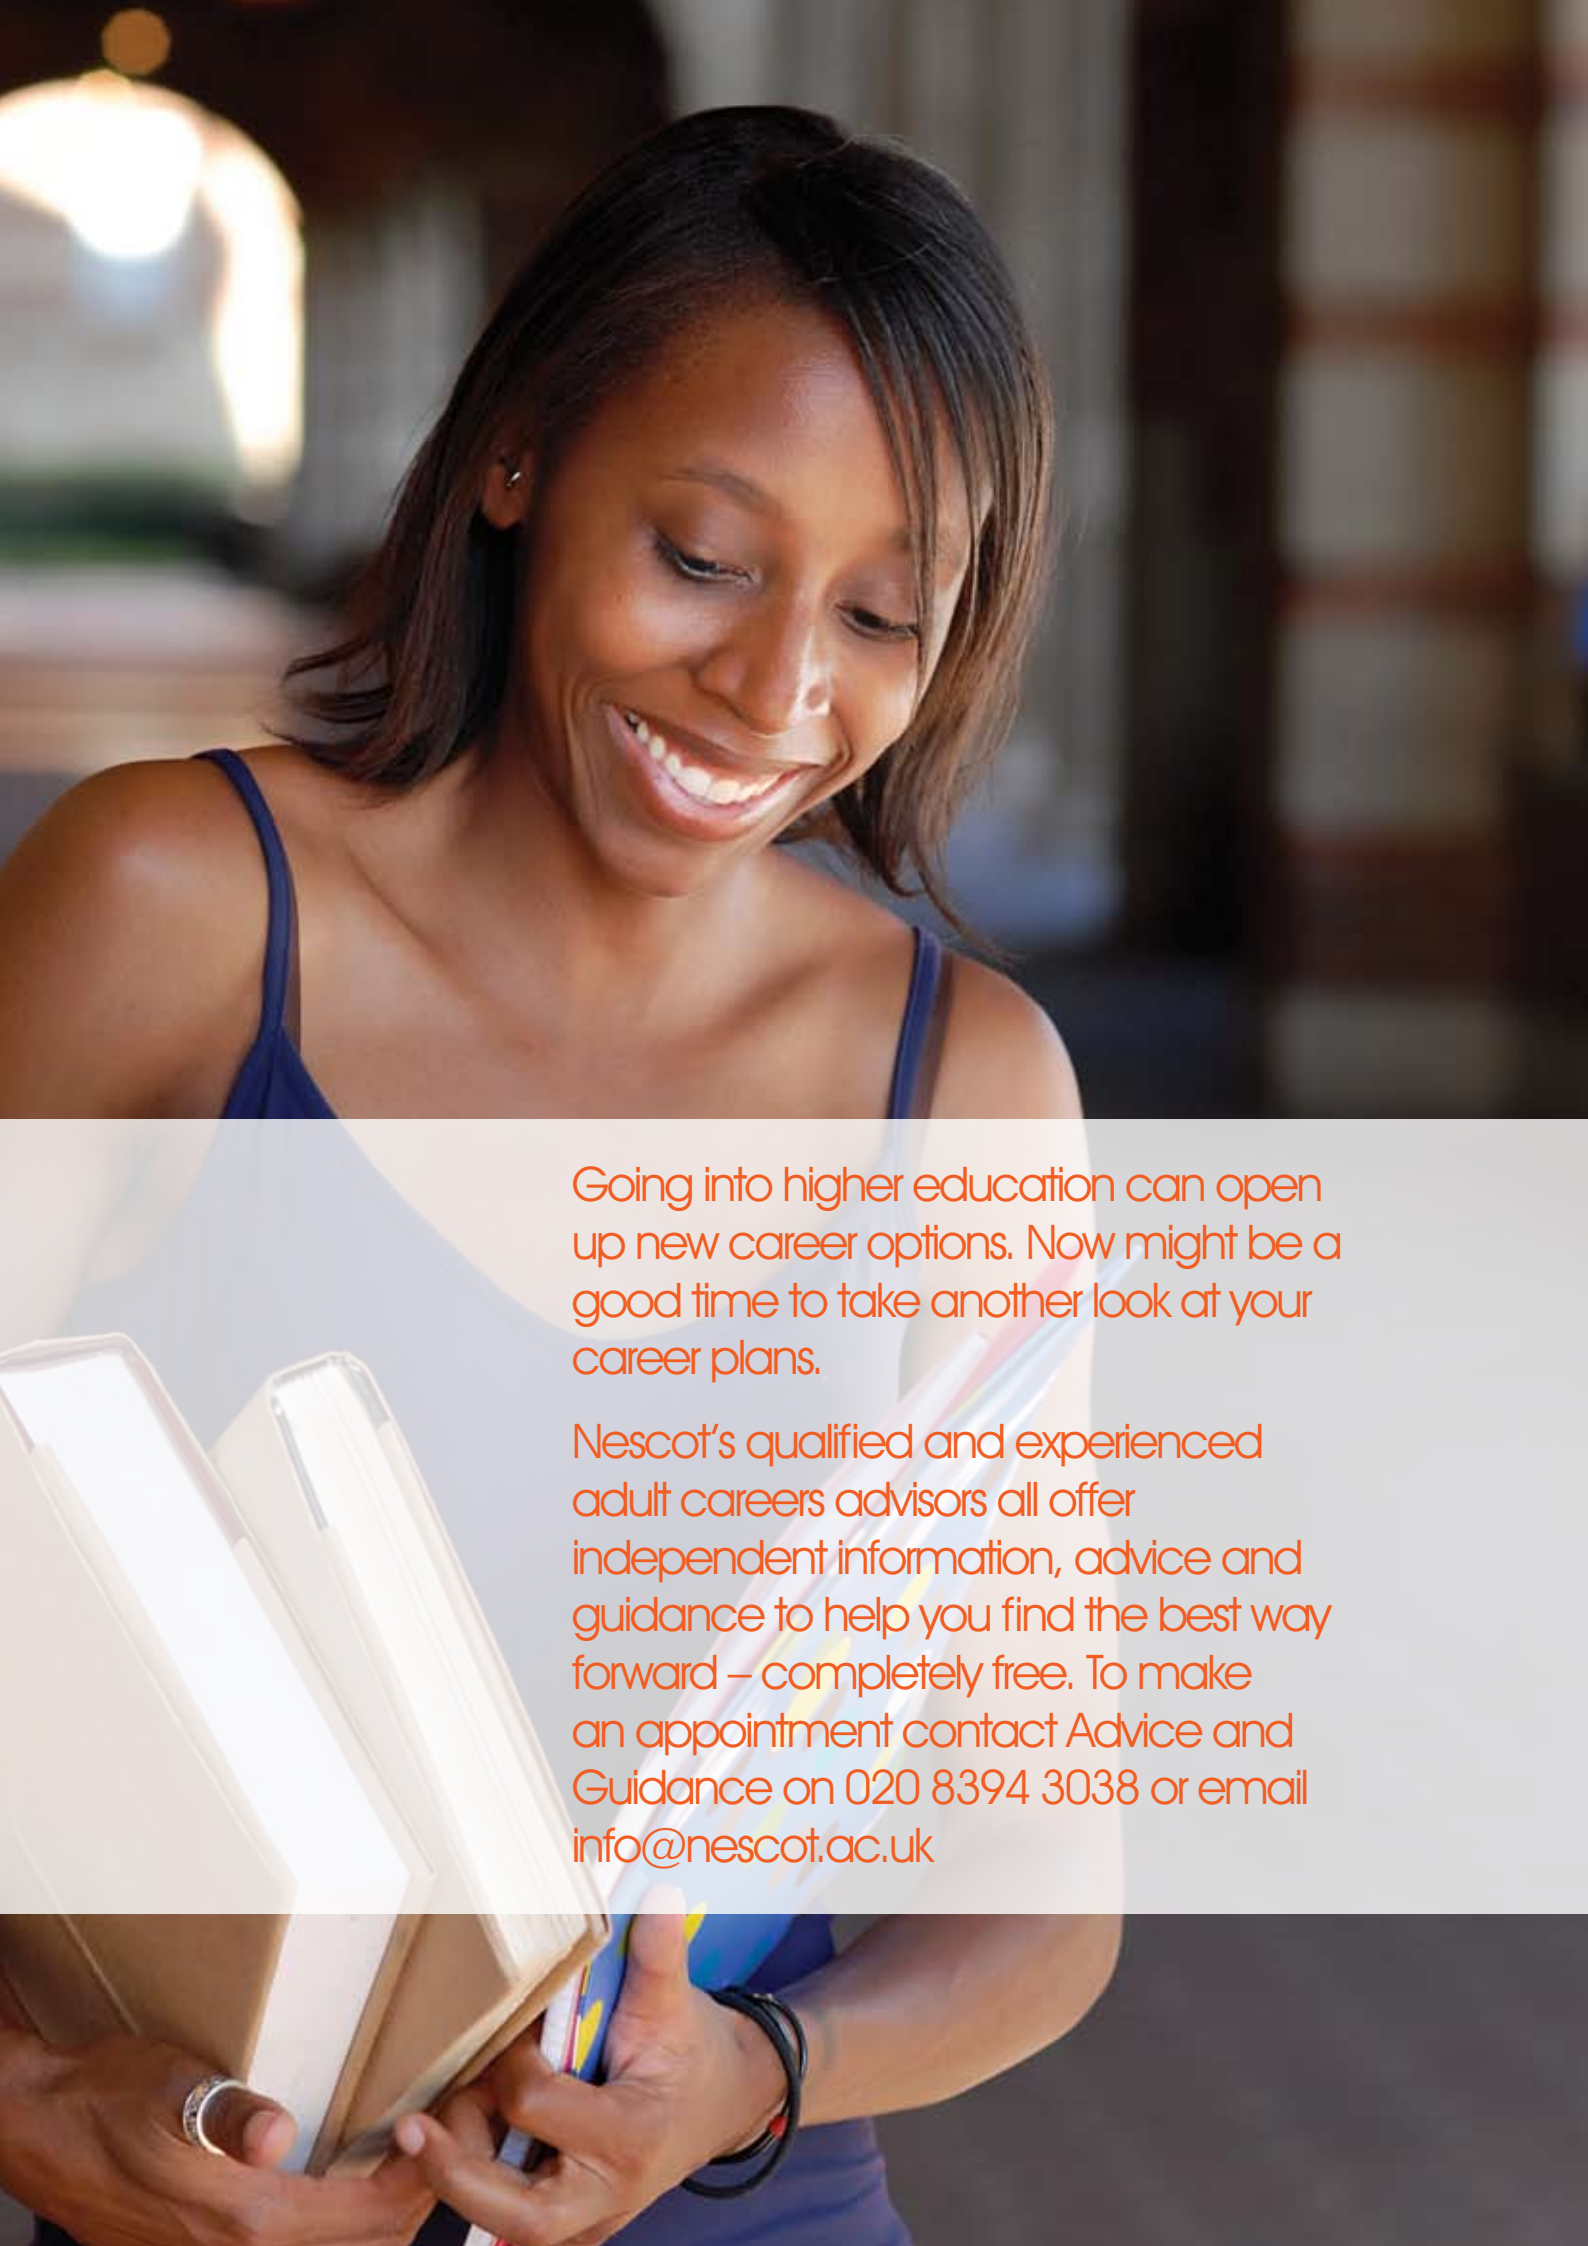 Going into higher education can open
up new career options. Now might be a
good time to take another look at your
career plans.
Nescot's qualified and experienced
adult careers advisors all offer
independent information, advice and
guidance to help you find the best way
forward – completely free. To make
an appointment contact Advice and
Guidance on 020 8394 3038 or email
info@nescot.ac.uk